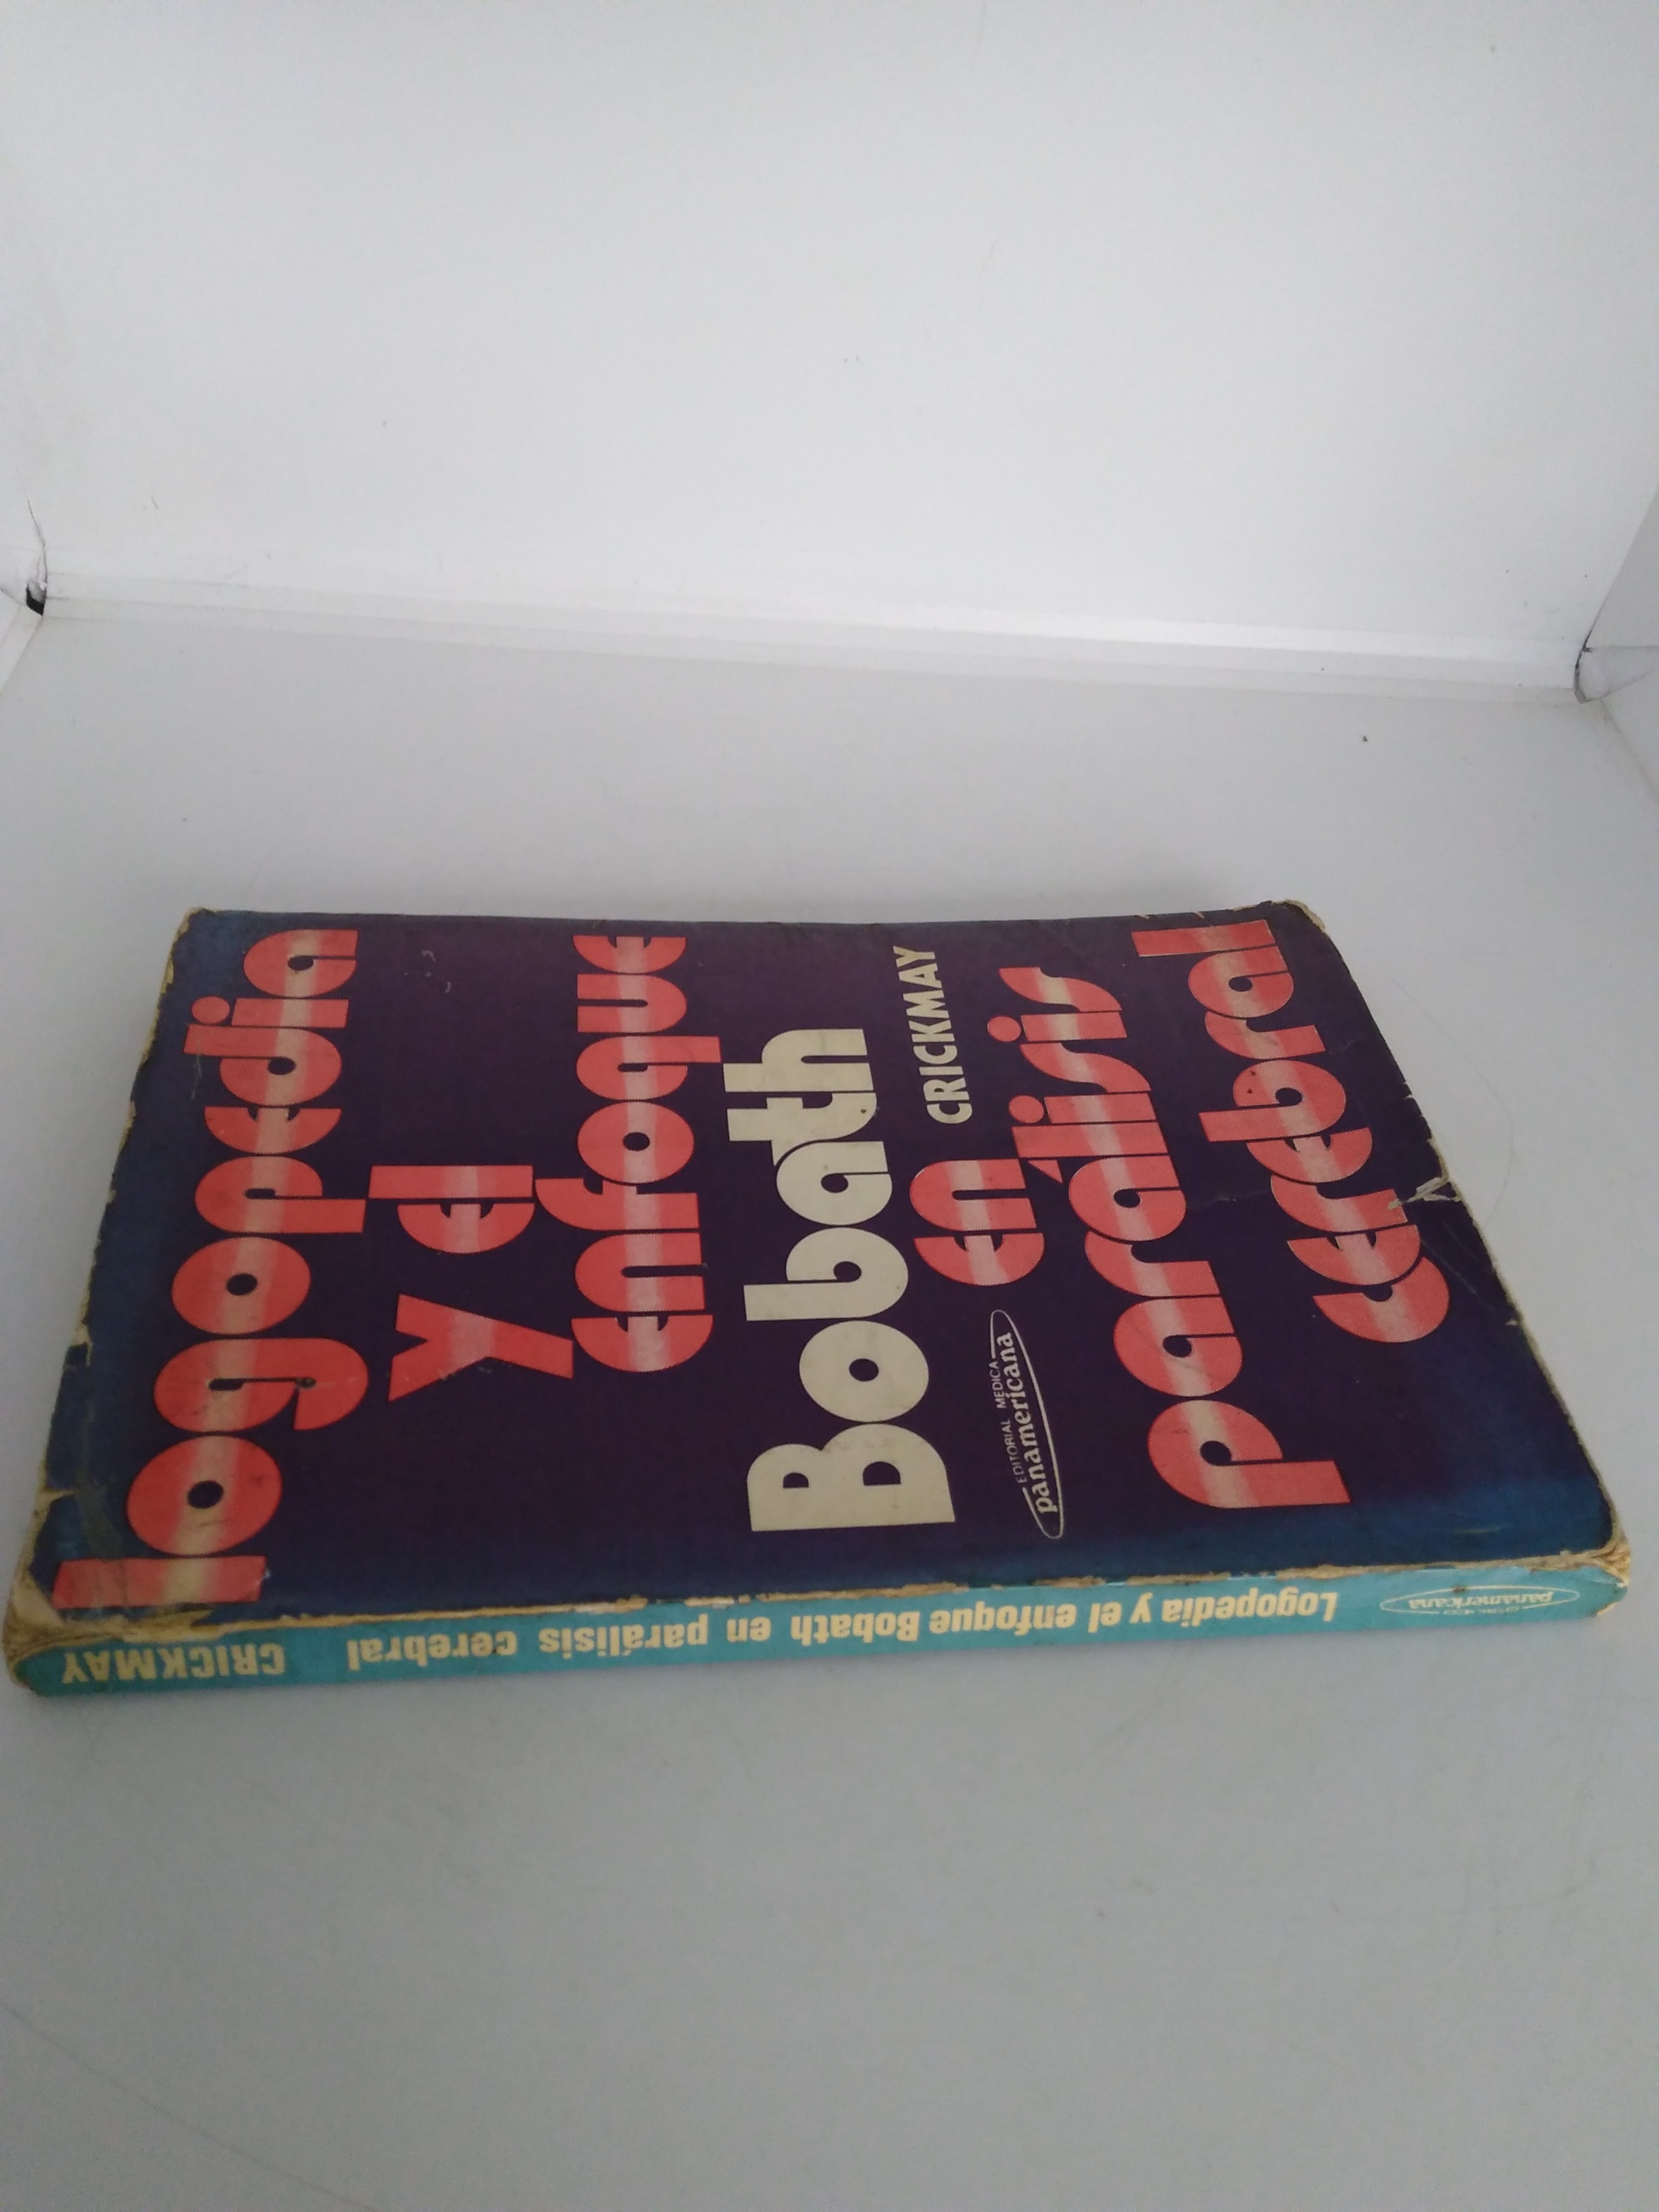 logopedia
y el
enfoque
Bobath
CRICKMAY
en
EDITORIAL MEDICA
panamericana
parálisis
cerebral
CRICKMAY
Logopedia y el enfoque Bobath en parálisis cerebral
panamericana